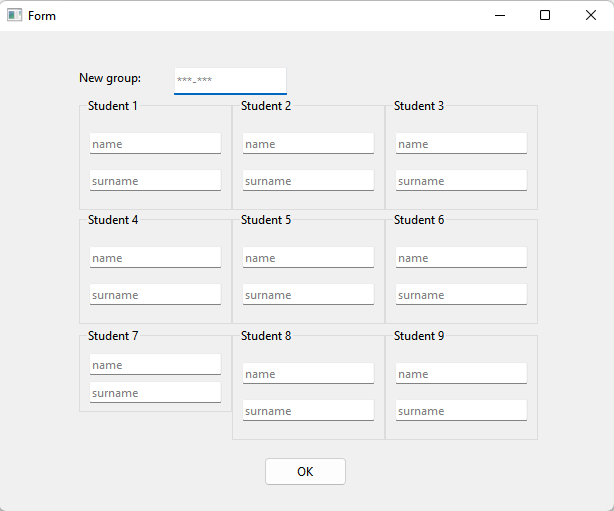 Form
New group: ***-***
Student 1 Student 2 Student 3
name name name
surname surname surname
Student 4 Student 5 Student 6
name name name
surname surname surname
Student 7 Student 8 Student 9
name name name
surname surname surname
OK